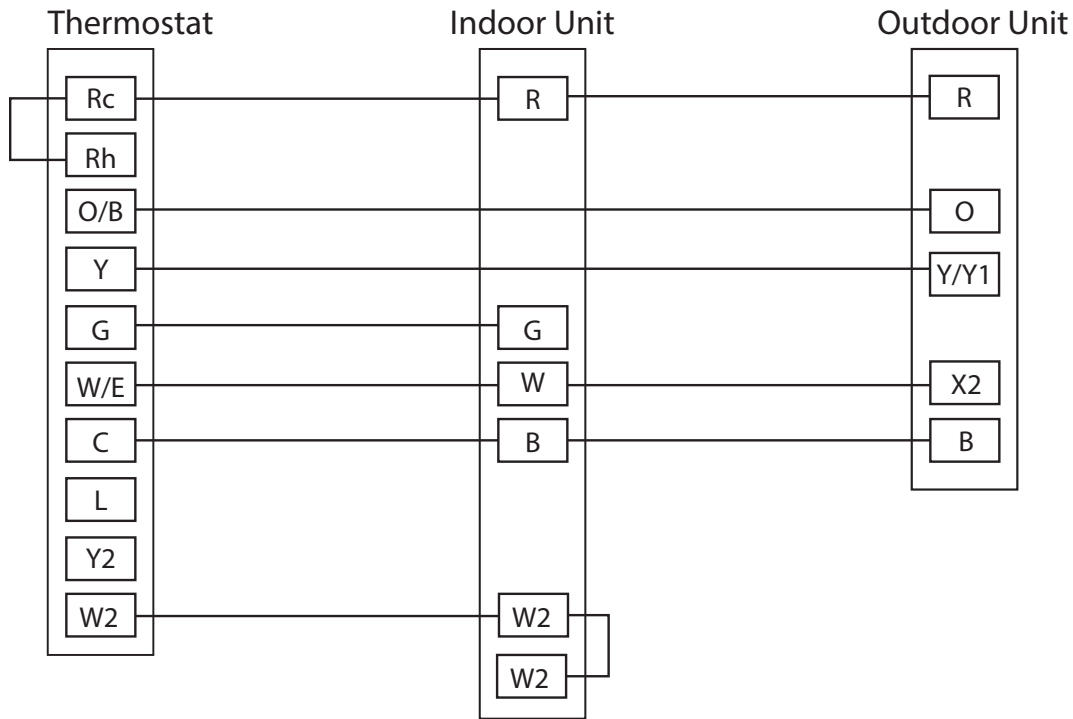 Thermostat Indoor Unit Outdoor Unit
Rc R R
Rh
O/B O
Y Y/Y1
G G
W/E W X2
C B B
L
Y2
W2 W2
W2